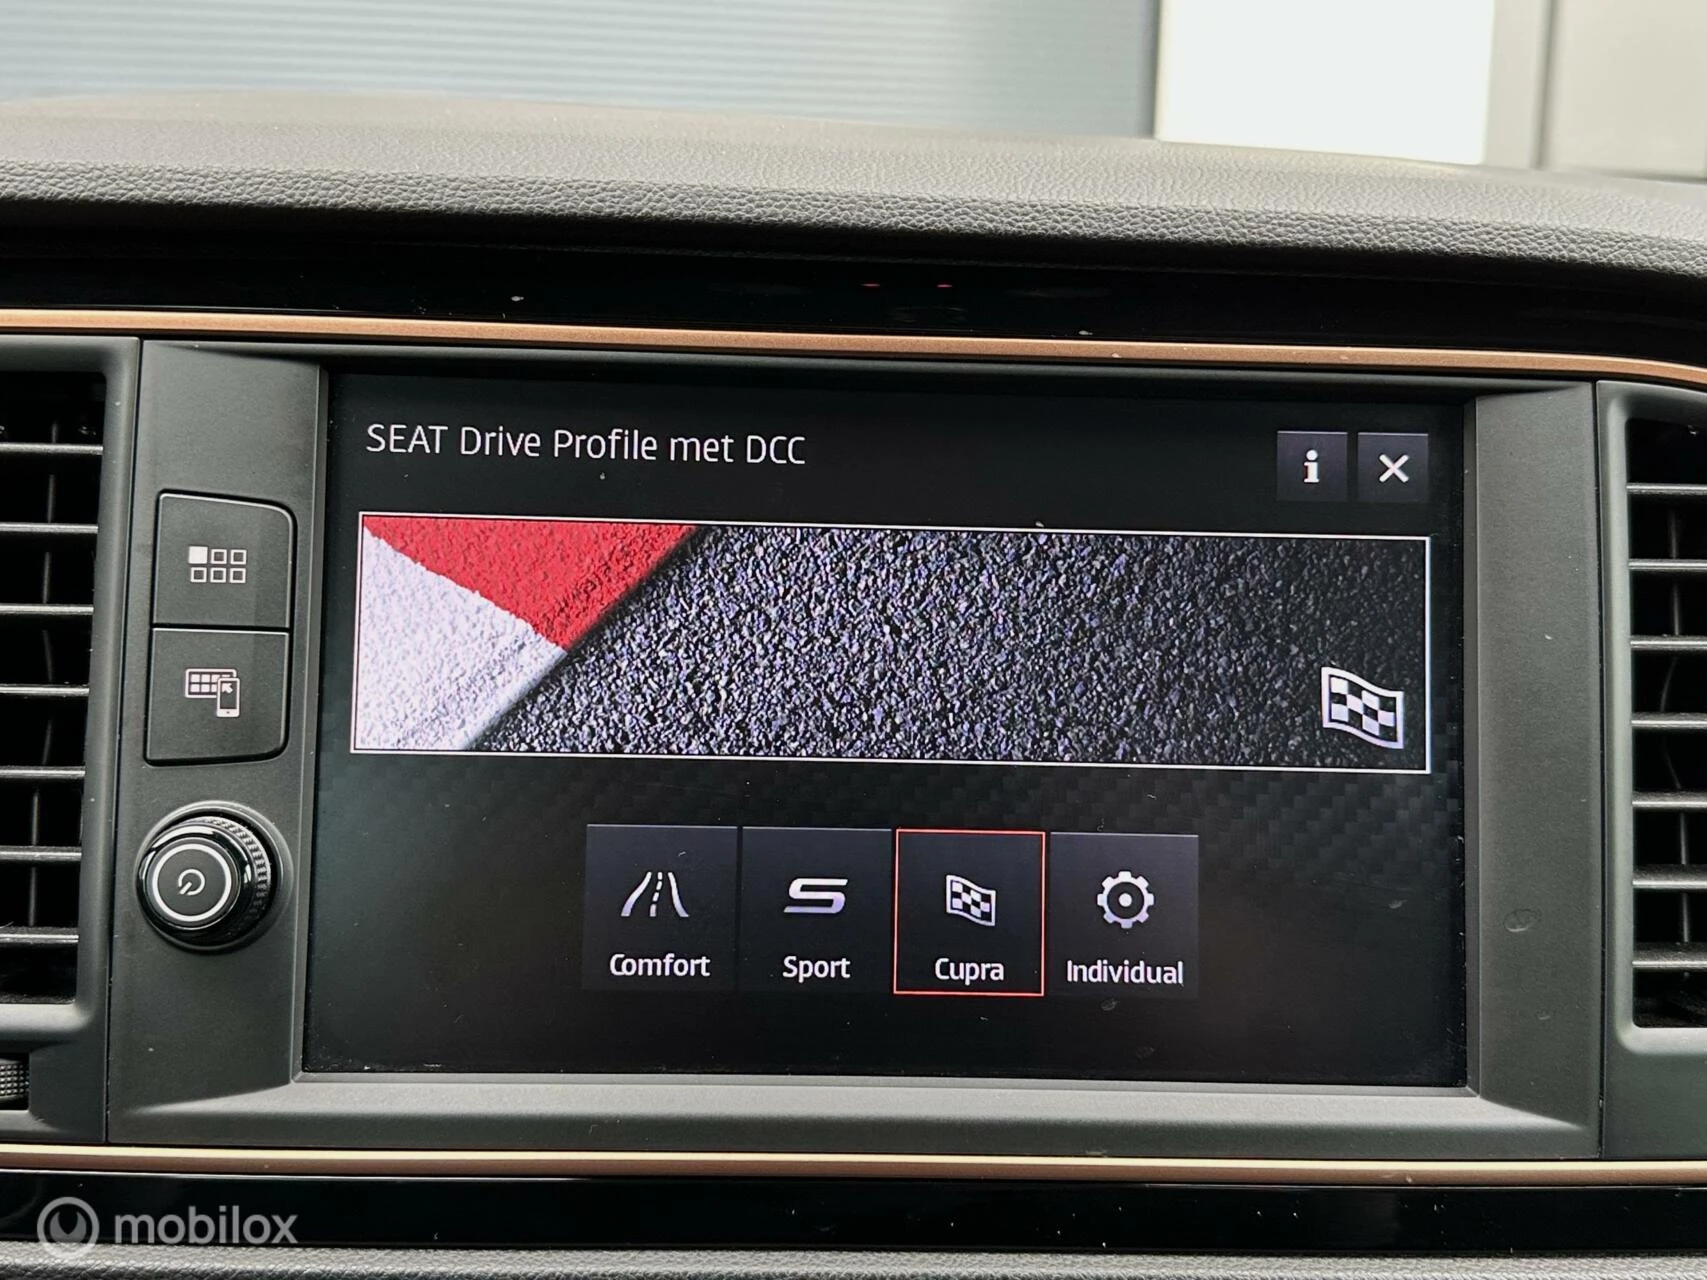 SEAT Drive Profile met DCC
i
Comfort
Sport
Cupra
Individual
mobilox